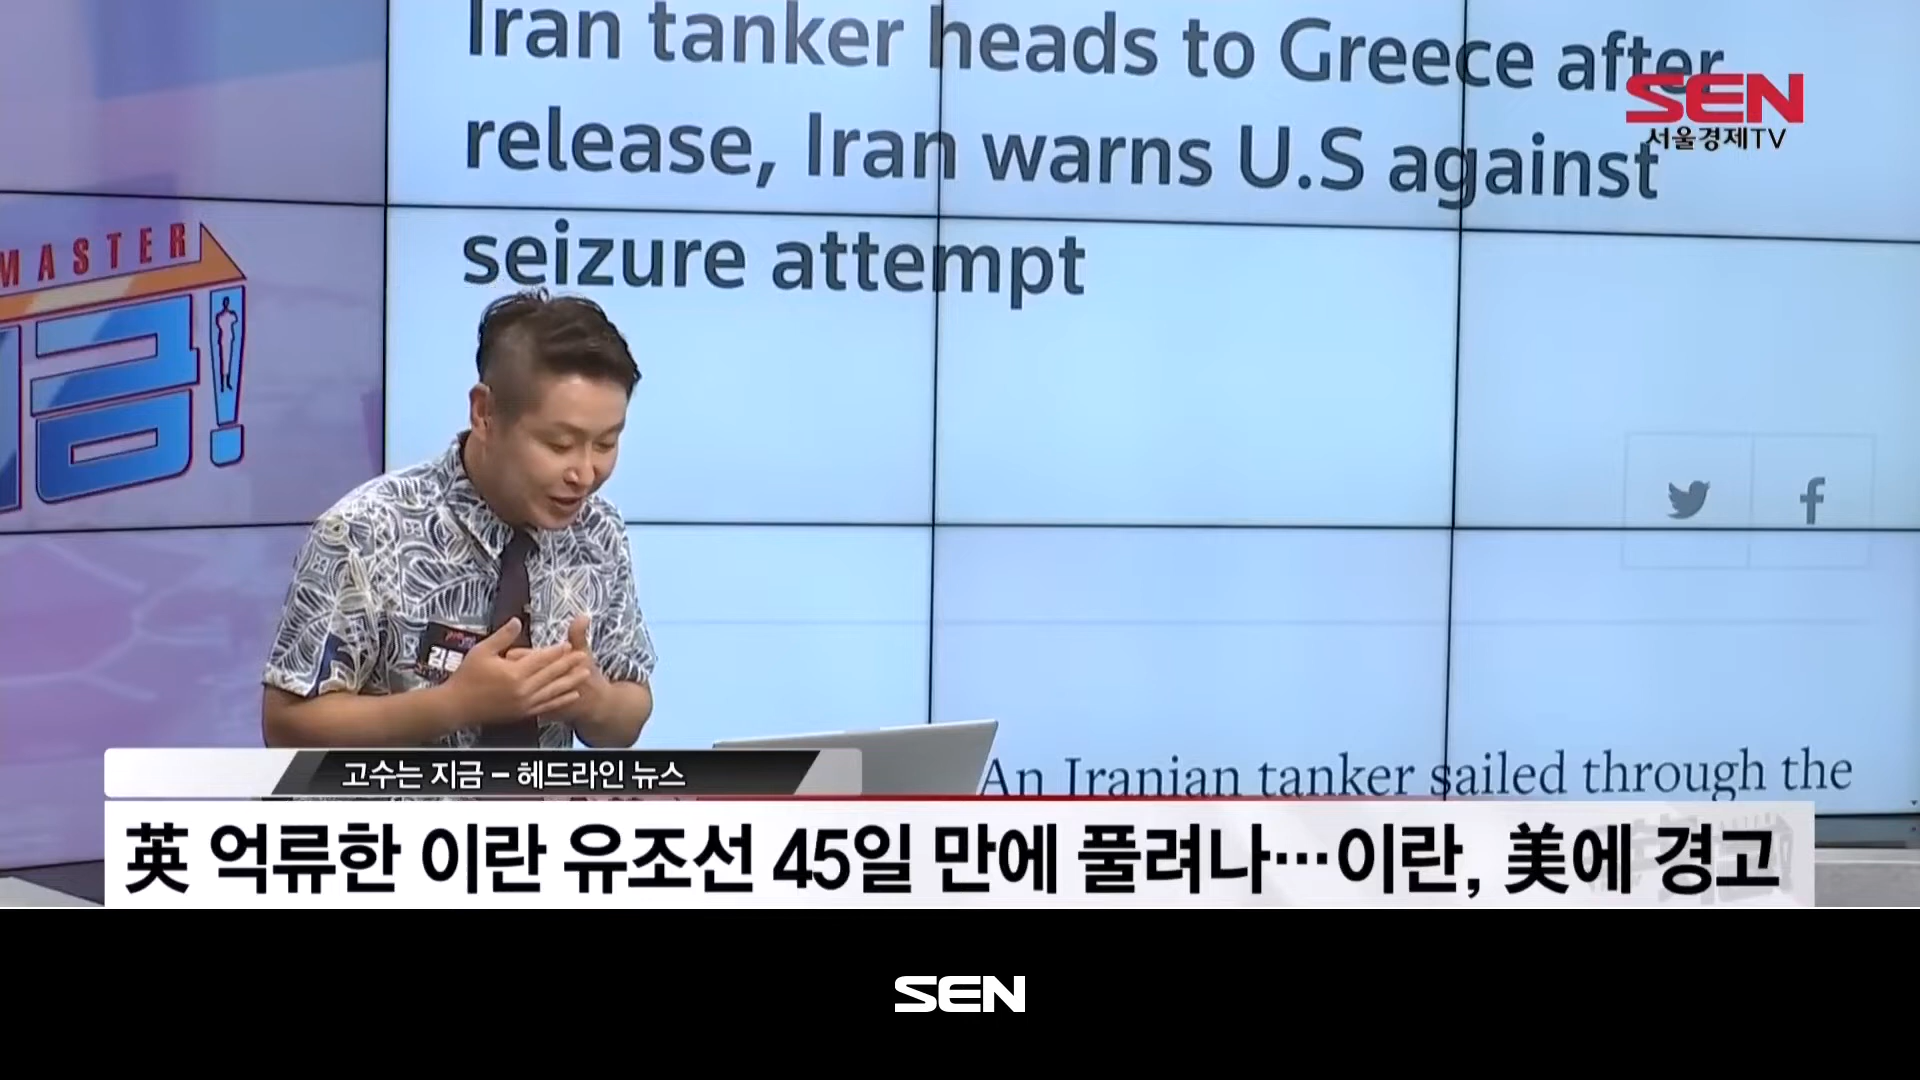 Iran tanker heads to Greece after
release, Iran warns U.S against
seizure attempt
SEN
서울경제TV
MASTER
금!
김동
An Iranian tanker sailed through the
고수는 지금 – 헤드라인 뉴스
英 억류한 이란 유조선 45일 만에 풀려나…이란, 美에 경고
SEN